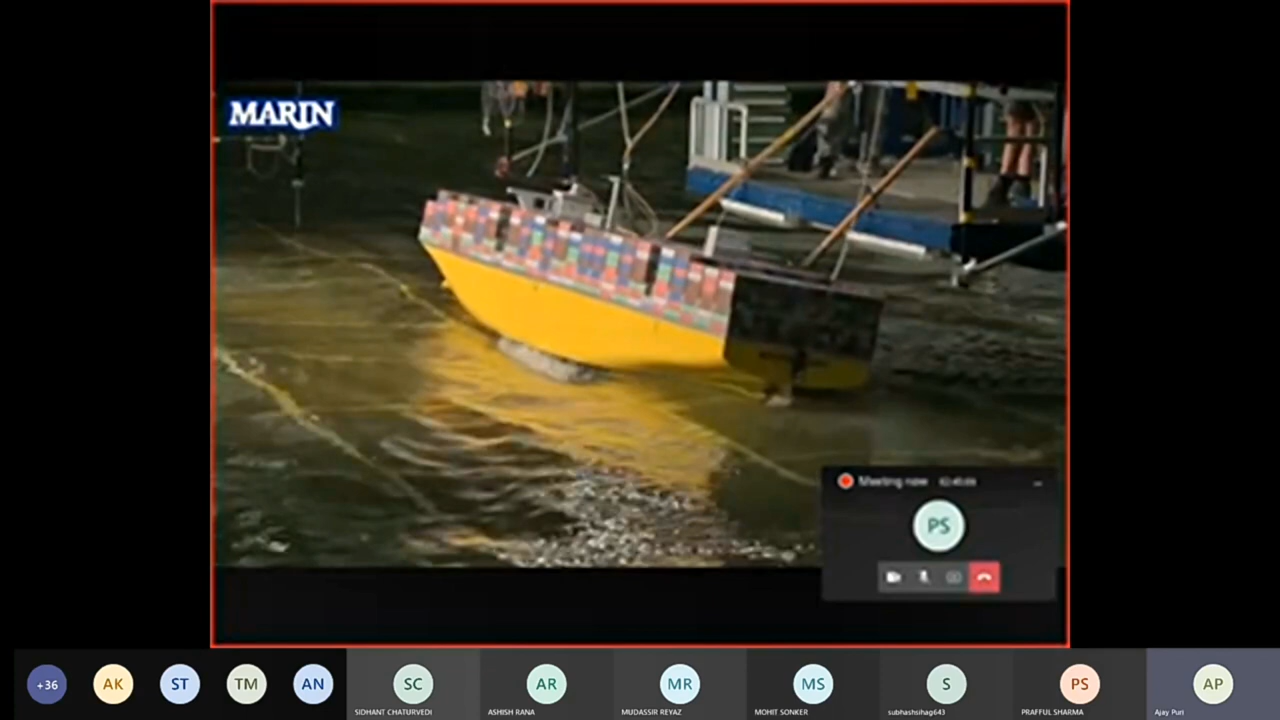 MARIN
Meeting now
PS
+36
AK
ST
TM
AN
SC
AR
MR
MS
S
PS
AP
SIDHANT CHATURVEDI
ASHISH RANA
MUDASSIR REYAZ
MOHIT SONKER
subhashsihag643
PRAFFUL SHARMA
Ajay Puri